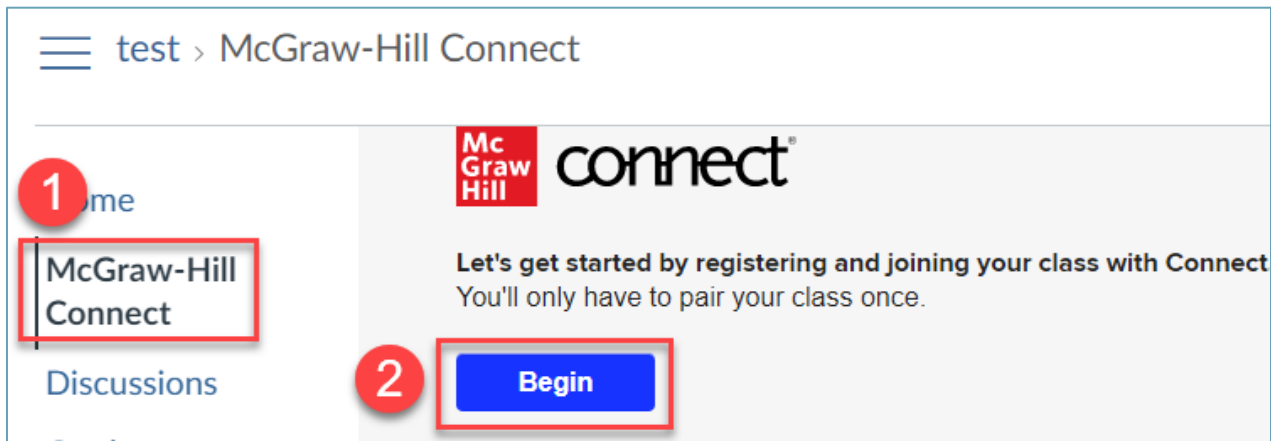 test > McGraw-Hill Connect
1
me
McGraw-Hill
Connect
Discussions
Mc
Graw
Hill
connect®
Let's get started by registering and joining your class with Connect
You'll only have to pair your class once.
2
Begin